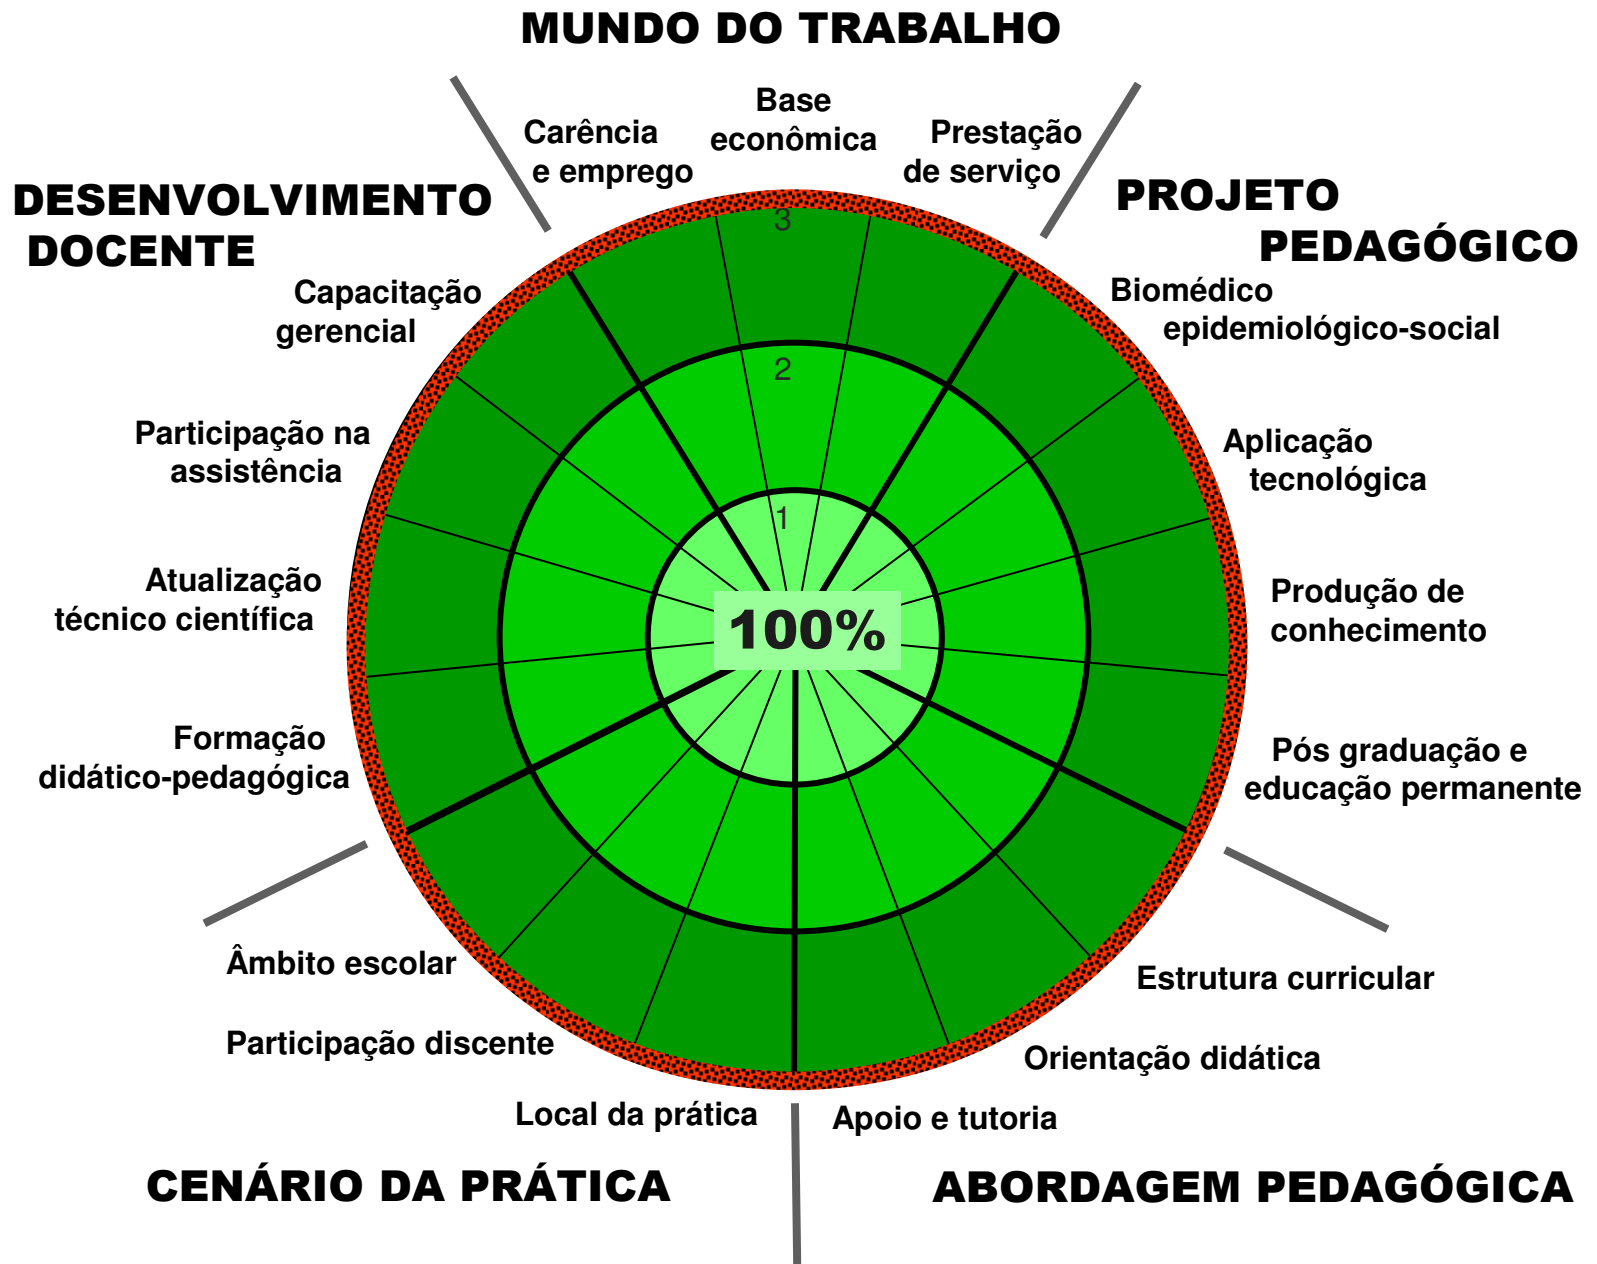 MUNDO DO TRABALHO
Carência
e emprego
Base
econômica
Prestação
de serviço
DESENVOLVIMENTO
DOCENTE
PROJETO
PEDAGÓGICO
Capacitação
gerencial
Participação na
assistência
Atualização
técnico científica
Formação
didático-pedagógica
Biomédico
epidemiológico-social
Aplicação
tecnológica
Produção de
conhecimento
Pós graduação e
educação permanente
3
2
1
100%
Âmbito escolar
Participação discente
Local da prática
Estrutura curricular
Orientação didática
Apoio e tutoria
CENÁRIO DA PRÁTICA
ABORDAGEM PEDAGÓGICA